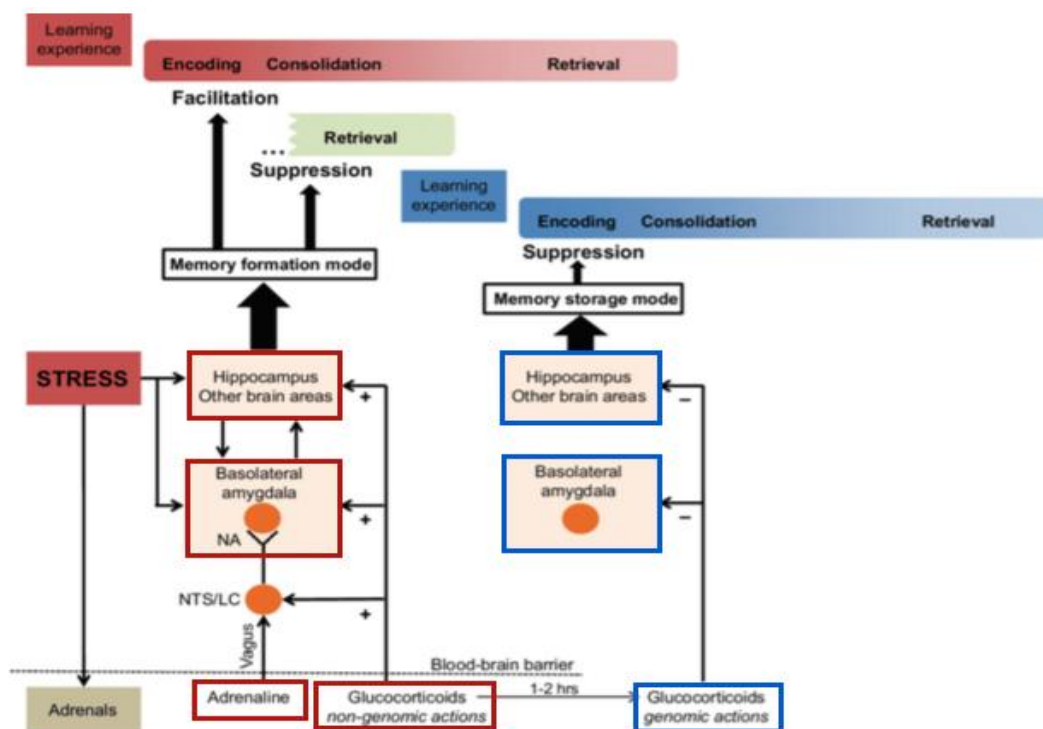 Learning
experience
Encoding Consolidation Retrieval
Facilitation
... Retrieval
Suppression
Learning
experience
Encoding Consolidation Retrieval
Suppression
Memory formation mode
Memory storage mode
STRESS
Hippocampus
Other brain areas
+
Hippocampus
Other brain areas
–
Basolateral
amygdala
NA
+
Basolateral
amygdala
–
NTS/LC
+
Vagus
Blood-brain barrier
Adrenals
Adrenaline
Glucocorticoids
non-genomic actions
1-2 hrs
Glucocorticoids
genomic actions